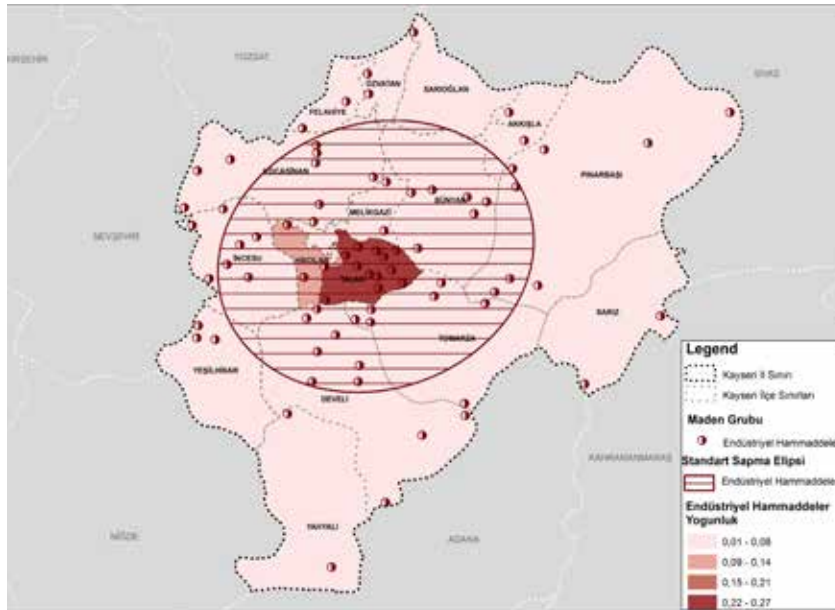 KIRŞEHİR
YOZGAT
SİVAS
ÖZVATAN
SARIOĞLAN
FELAHİYE
AKKIŞLA
PINARBAŞI
KOCASİNAN
BÜNYAN
MELİKGAZİ
NEVŞEHİR
İNCESU
HACILAR
TALAS
SARIZ
TOMARZA
YEŞİLHİSAR
DEVELİ
KAHRAMANMARAŞ
YAHYALI
NİĞDE
ADANA
Legend
Kayseri İl Sınırı
Kayseri İlçe Sınırları
Maden Grubu
Endüstriyel Hammaddeler
Standart Sapma Elipsi
Endüstriyel Hammaddeler
Endüstriyel Hammaddeler
Yogunluk
0,01 - 0,08
0,09 - 0,14
0,15 - 0,21
0,22 - 0,27